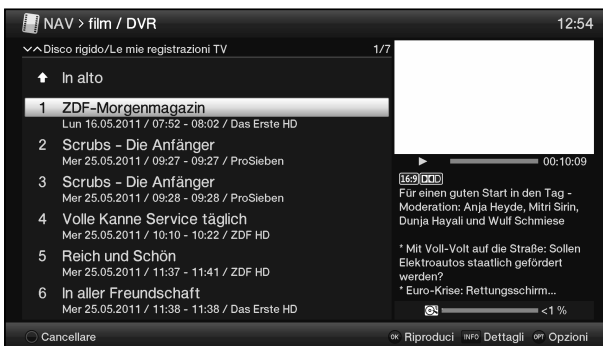 NAV > film / DVR
12:54
Disco rigido/Le mie registrazioni TV
1/7
In alto
1 ZDF-Morgenmagazin
Lun 16.05.2011 / 07:52 - 08:02 / Das Erste HD
2 Scrubs - Die Anfänger
Mer 25.05.2011 / 09:27 - 09:27 / ProSieben
3 Scrubs - Die Anfänger
Mer 25.05.2011 / 09:28 - 09:28 / ProSieben
4 Volle Kanne Service täglich
Mer 25.05.2011 / 10:10 - 10:22 / ZDF HD
5 Reich und Schön
Mer 25.05.2011 / 11:37 - 11:41 / ZDF HD
6 In aller Freundschaft
Mer 25.05.2011 / 11:38 - 11:38 / Das Erste HD
00:10:09
16:9
Für einen guten Start in den Tag -
Moderation: Anja Heyde, Mitri Sirin,
Dunja Hayali und Wulf Schmiese
* Mit Voll-Volt auf die Straße: Sollen
Elektroautos staatlich gefördert
werden?
* Euro-Krise: Rettungsschirm...
<1 %
Cancellare
OK Riproduci
INFO Dettagli
OPT Opzioni